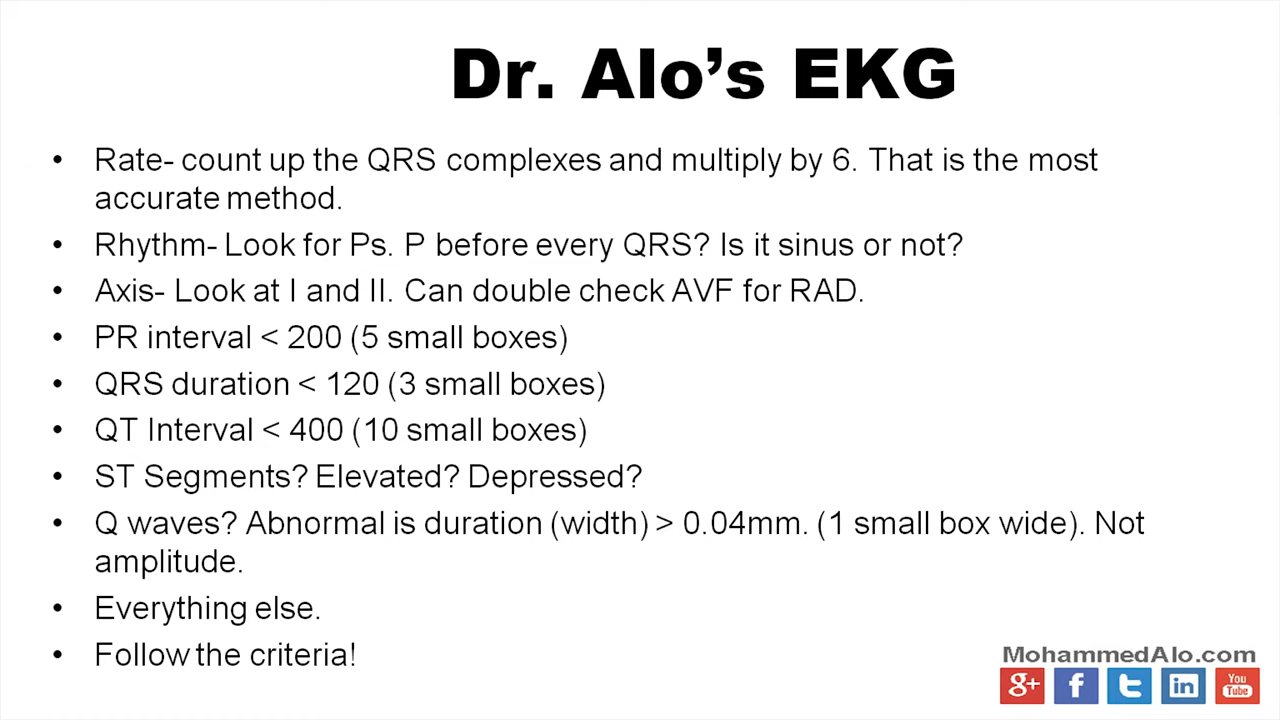 Dr. Alo’s EKG
• Rate- count up the QRS complexes and multiply by 6. That is the most
accurate method.
• Rhythm- Look for Ps. P before every QRS? Is it sinus or not?
• Axis- Look at I and II. Can double check AVF for RAD.
• PR interval < 200 (5 small boxes)
• QRS duration < 120 (3 small boxes)
• QT Interval < 400 (10 small boxes)
• ST Segments? Elevated? Depressed?
• Q waves? Abnormal is duration (width) > 0.04mm. (1 small box wide). Not
amplitude.
• Everything else.
• Follow the criteria!
MohammedAlo.com
g+ f in You Tube